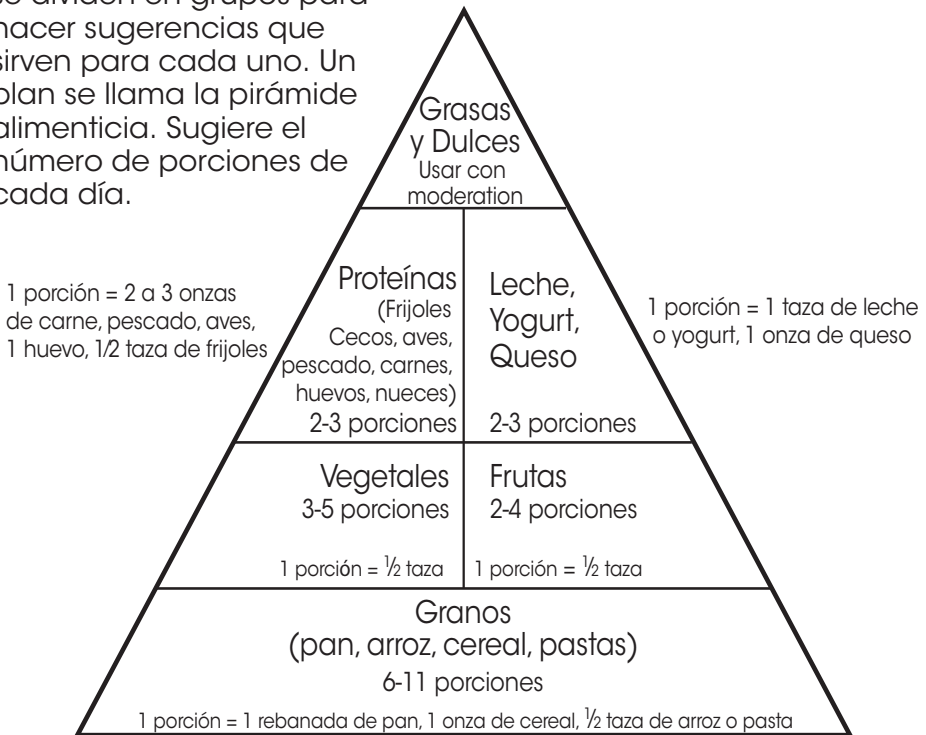 hacer sugerencias que
sirven para cada uno. Un
plan se llama la pirámide
alimenticia. Sugiere el
número de porciones de
cada día.
Grasas
y Dulces
Usar con
moderation
1 porción = 2 a 3 onzas
de carne, pescado, aves,
1 huevo, 1/2 taza de frijoles
Proteínas
(Frijoles
Cecos, aves,
pescado, carnes,
huevos, nueces)
2-3 porciones
Leche,
Yogurt,
Queso
2-3 porciones
1 porción = 1 taza de leche
o yogurt, 1 onza de queso
Vegetales
3-5 porciones
1 porción = ½ taza
Frutas
2-4 porciones
1 porción = ½ taza
Granos
(pan, arroz, cereal, pastas)
6-11 porciones
1 porción = 1 rebanada de pan, 1 onza de cereal, ½ taza de arroz o pasta